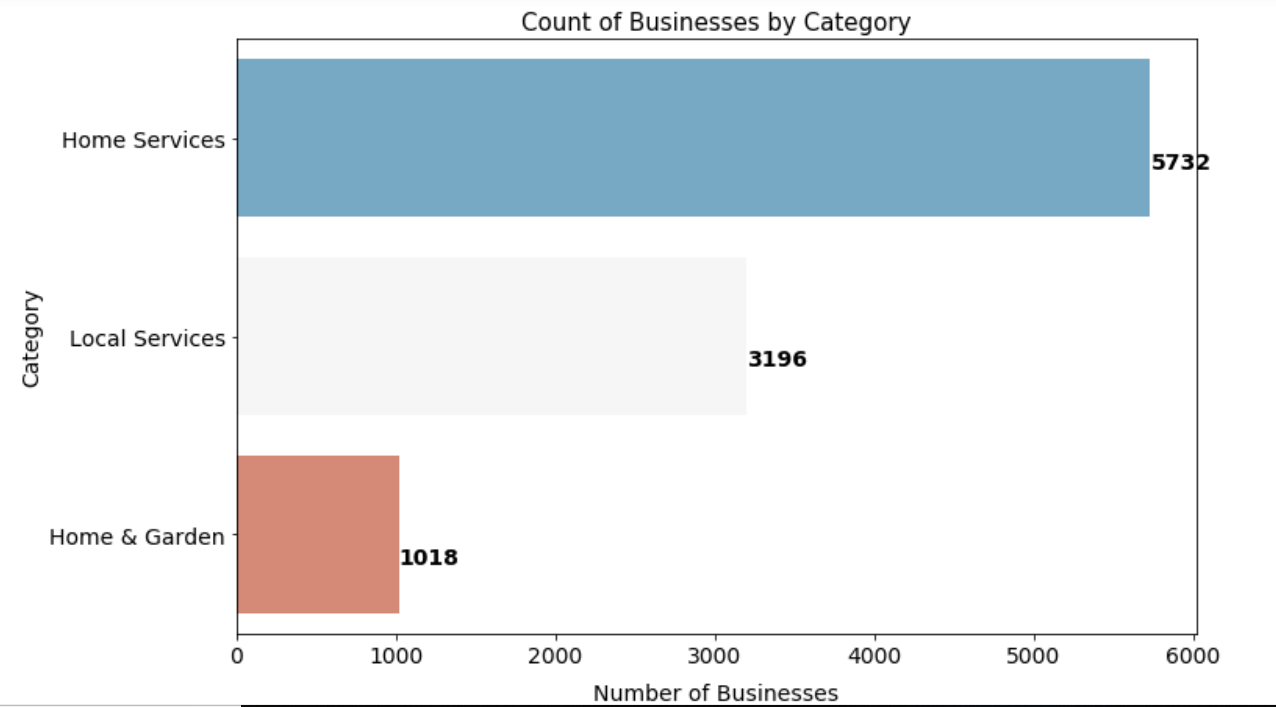 Count of Businesses by Category
Home Services
5732
Category
Local Services
3196
Home & Garden
1018
0 1000 2000 3000 4000 5000 6000
Number of Businesses